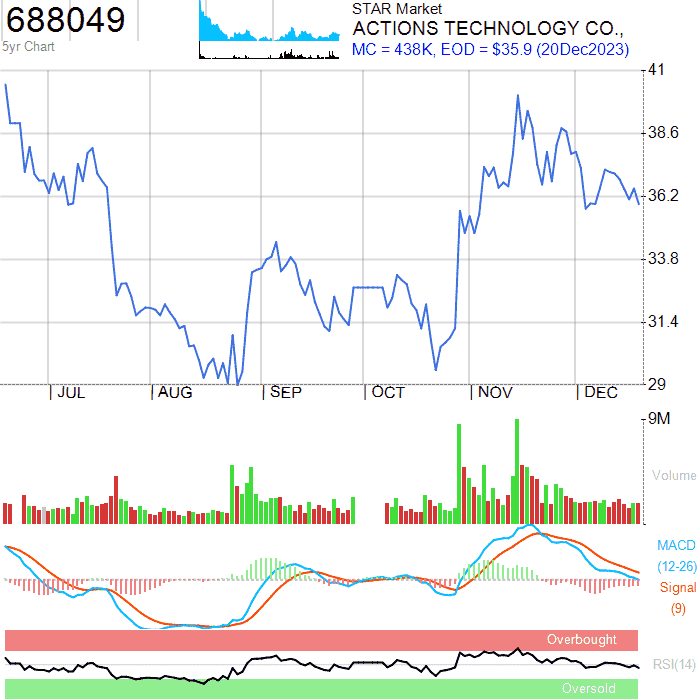 688049
5yr Chart
STAR Market
ACTIONS TECHNOLOGY CO.,
MC = 438K, EOD = $35.9 (20Dec2023)
41
38.6
36.2
33.8
31.4
29
JUL AUG SEP OCT NOV DEC
9M
Volume
MACD
(12-26)
Signal
(9)
Overbought
RSI(14)
Oversold